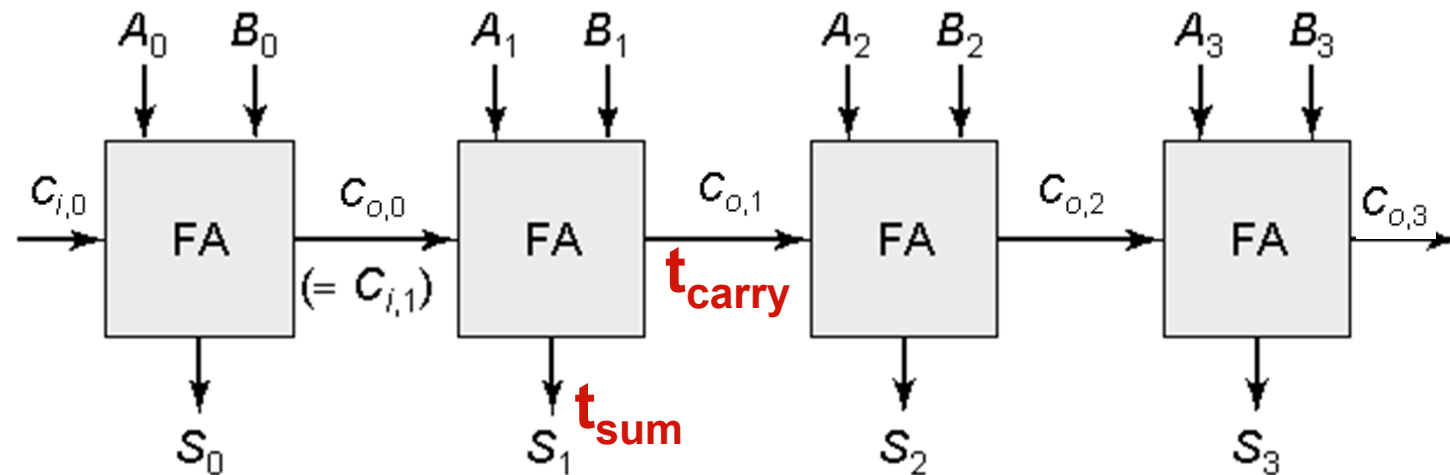 A0 B0 A1 B1 A2 B2 A3 B3
Ci,0 Co,0 Co,1 Co,2 Co,3
FA FA FA FA
(= Ci,1) tcarry
tsum
S0 S1 S2 S3